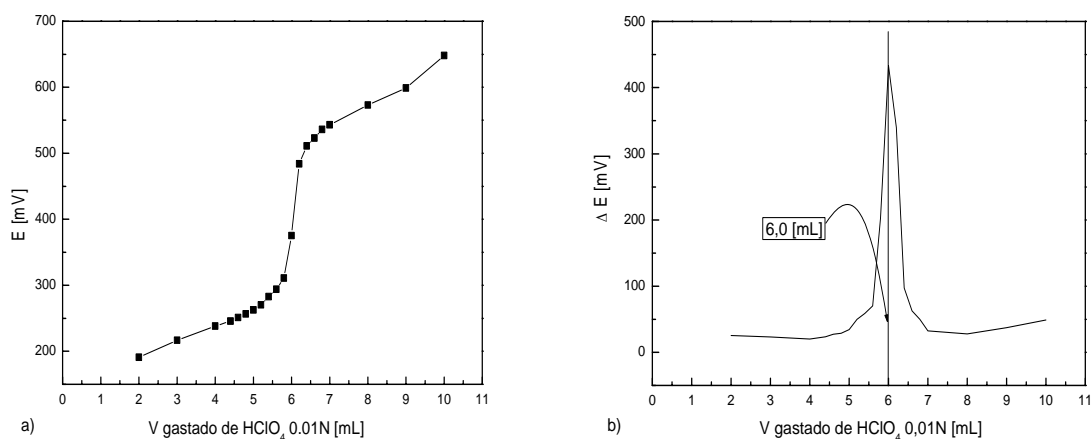 700
600
500
400
300
200
E [mV]
0 1 2 3 4 5 6 7 8 9 10 11
a)
V gastado de HClO4 0.01N [mL]
500
400
300
200
100
0
Δ E [mV]
6,0 [mL]
0 1 2 3 4 5 6 7 8 9 10 11
b)
V gastado de HClO4 0,01N [mL]